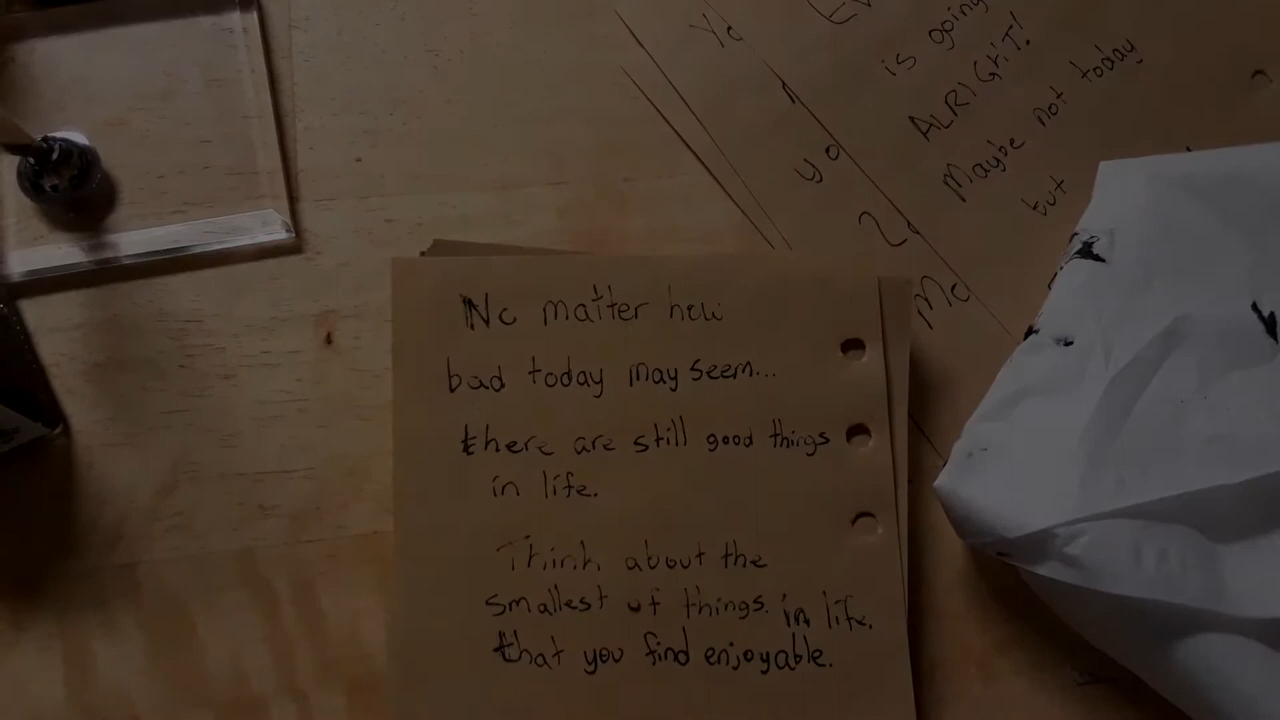 No matter how
bad today may seem...
there are still good things
in life.
Think about the
smallest of things. in life.
that you find enjoyable.
is going
ALRIGHT!
Maybe not today
but